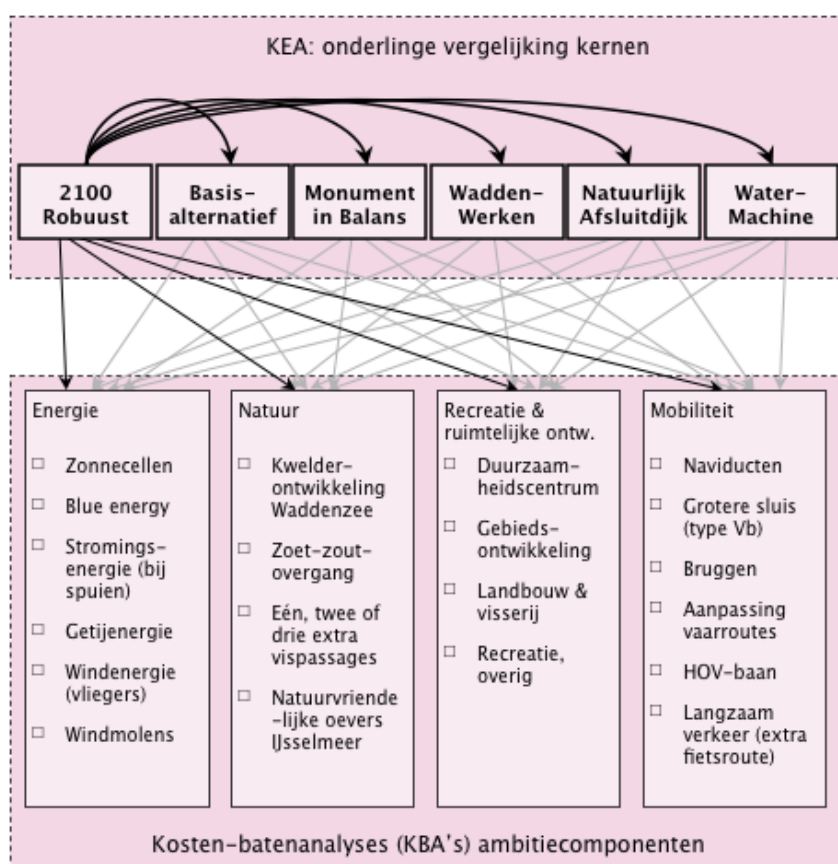 KEA: onderlinge vergelijking kernen
2100
Robuust
Basis-
alternatief
Monument
in Balans
Wadden-
Werken
Natuurlijk
Afsluitdijk
Water-
Machine
Energie
Zonnecellen
Blue energy
Stromings-
energie (bij
spuien)
Getijenergie
Windenergie
(vliegers)
Windmolens
Natuur
Kwelder-
ontwikkeling
Waddenzee
Zoet-zout-
overgang
Eén, twee of
drie extra
vispassages
Natuurvriende
-lijke oevers
IJsselmeer
Recreatie &
ruimtelijke ontw.
Duurzaam-
heidscentrum
Gebieds-
ontwikkeling
Landbouw &
visserij
Recreatie,
overig
Mobiliteit
Naviducten
Grotere sluis
(type Vb)
Bruggen
Aanpassing
vaarroutes
HOV-baan
Langzaam
verkeer (extra
fietsroute)
Kosten-batenanalyses (KBA's) ambitiecomponenten